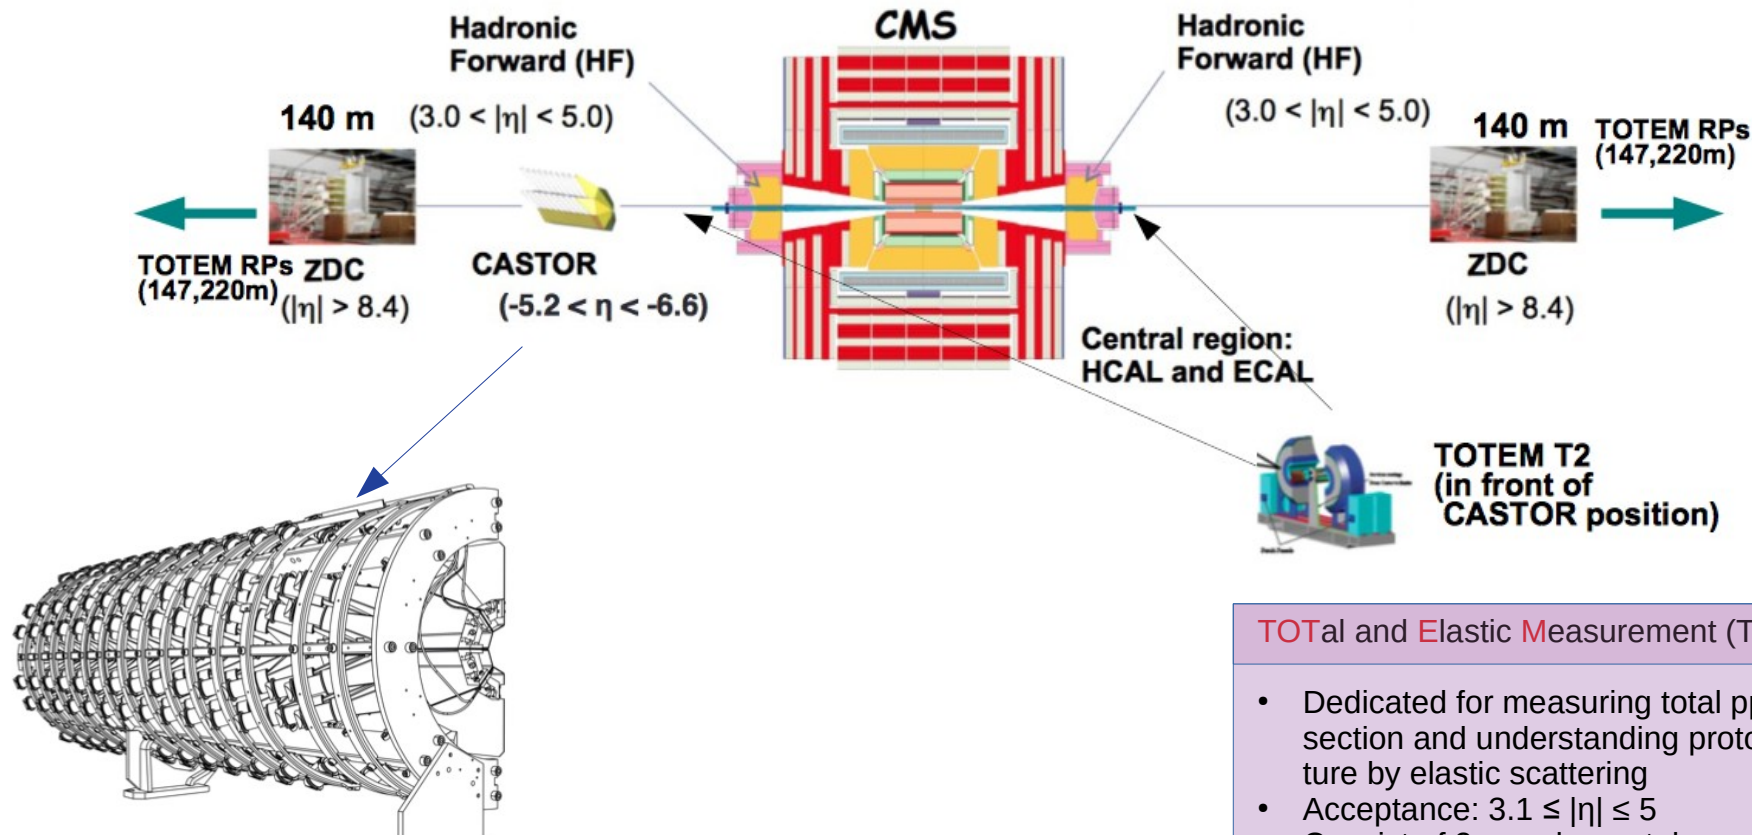 CMS
Hadronic
Forward (HF)
(3.0 < |η| < 5.0)
Hadronic
Forward (HF)
(3.0 < |η| < 5.0)
140 m
140 m
TOTEM RPs
(147,220m)
TOTEM RPs
(147,220m)
ZDC
(|η| > 8.4)
CASTOR
(-5.2 < η < -6.6)
ZDC
(|η| > 8.4)
Central region:
HCAL and ECAL
TOTEM T2
(in front of
CASTOR position)
TOTal and Elastic Measurement (T
• Dedicated for measuring total pp
section and understanding proto
ture by elastic scattering
• Acceptance: 3.1 ≤ |η| ≤ 5